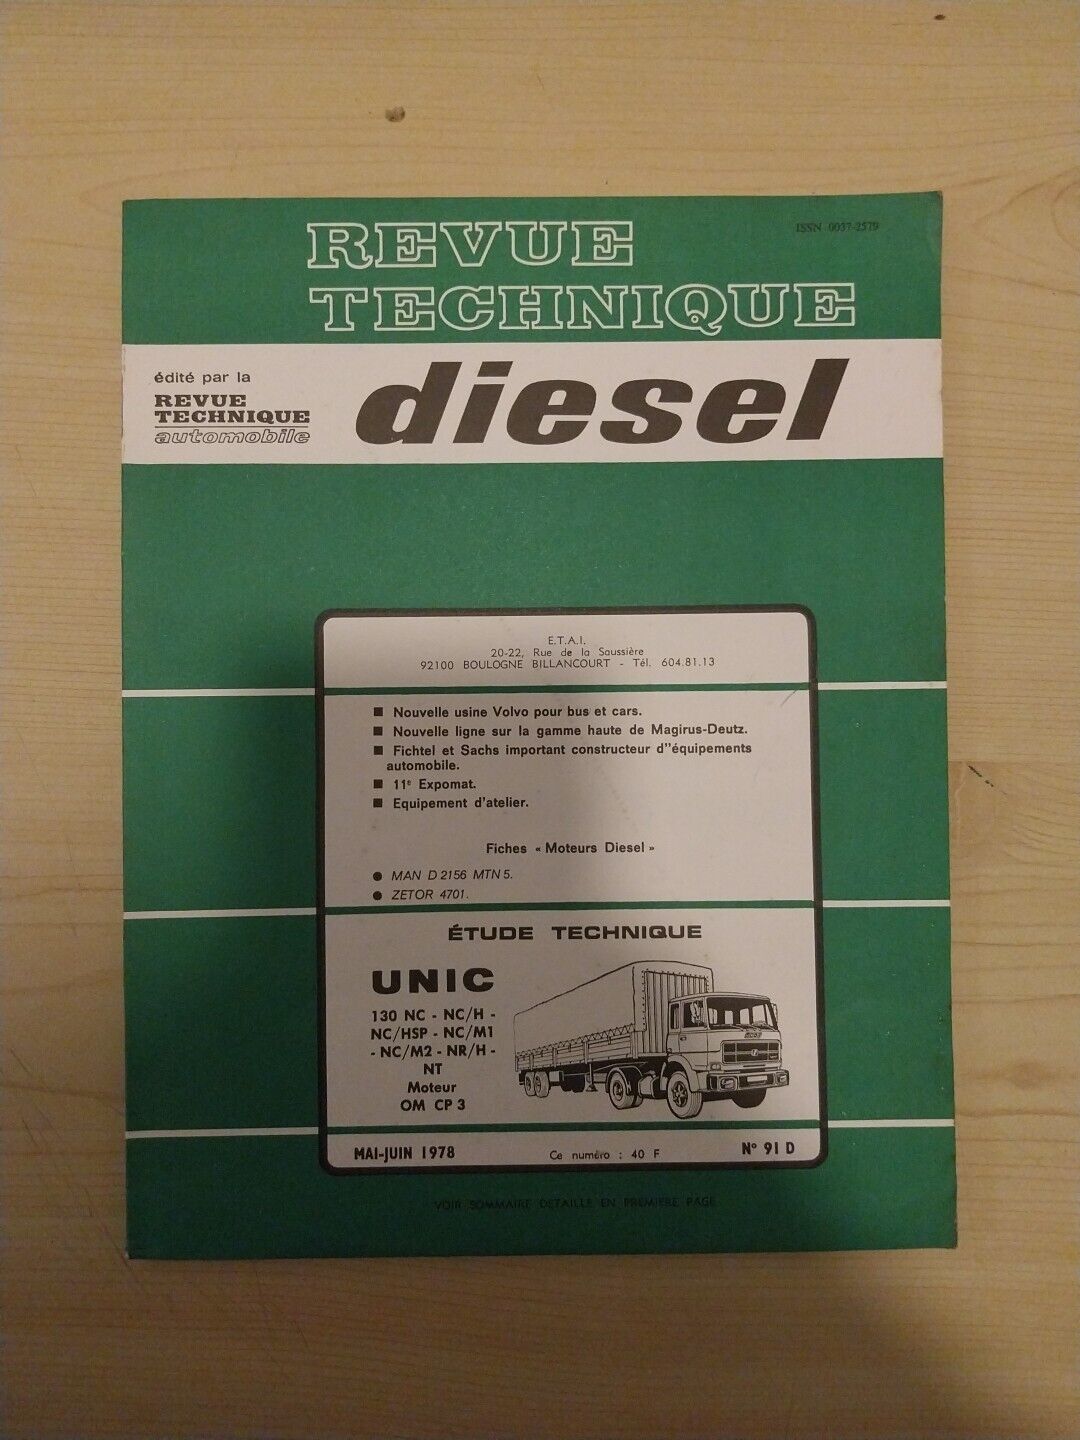 REVUE
TECHNIQUE
ISSN 0037-2579
édité par la
REVUE
TECHNIQUE
automobile
diesel
E.T.A.I.
20-22, Rue de la Saussière
92100 BOULOGNE BILLANCOURT - Tél. 604.81.13
■ Nouvelle usine Volvo pour bus et cars.
■ Nouvelle ligne sur la gamme haute de Magirus-Deutz.
■ Fichtel et Sachs important constructeur d''équipements
automobile.
■ 11e Expomat.
■ Equipement d'atelier.
Fiches « Moteurs Diesel »
● MAN D 2156 MTN 5.
● ZETOR 4701.
ÉTUDE TECHNIQUE
UNIC
130 NC - NC/H -
NC/HSP - NC/M1
- NC/M2 - NR/H -
NT
Moteur
OM CP 3
MAI-JUIN 1978
Ce numéro : 40 F
N° 91 D
VOIR SOMMAIRE DETAILLE EN PREMIERE PAGE